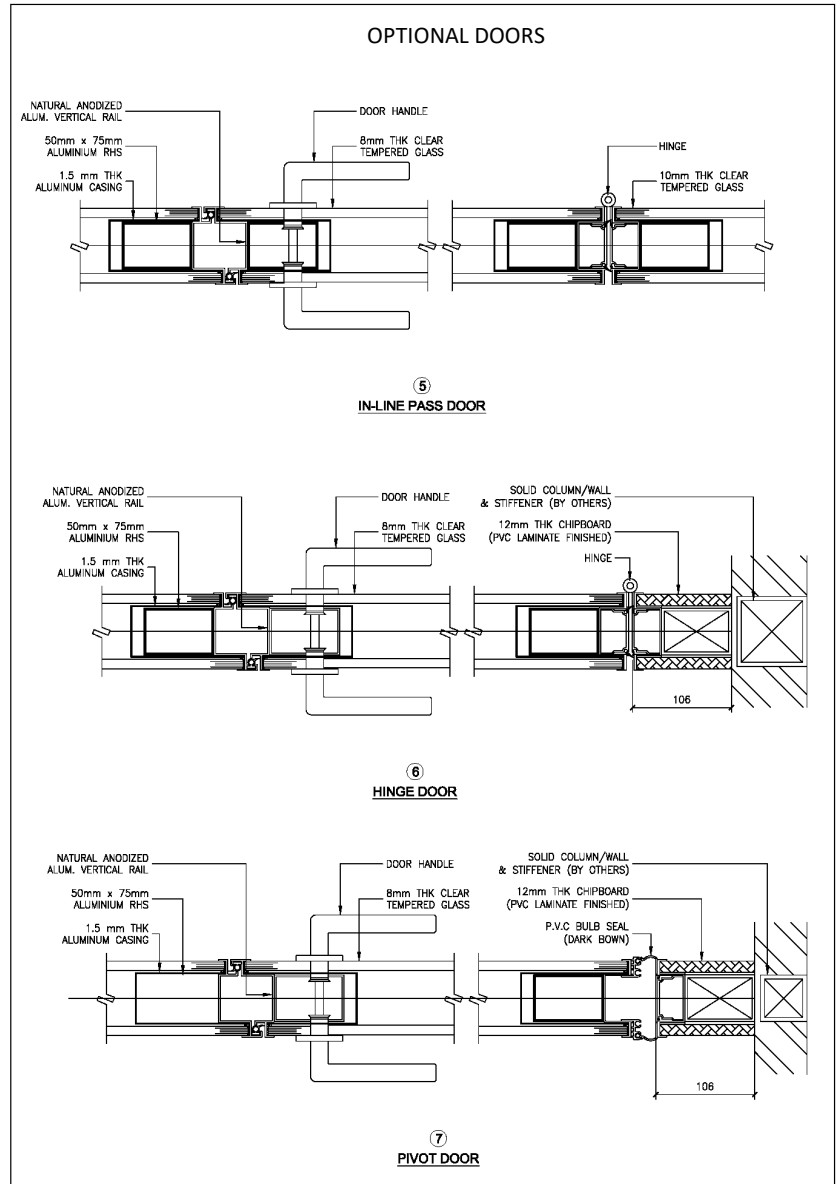 OPTIONAL DOORS
NATURAL ANODIZED
ALUM. VERTICAL RAIL
50mm x 75mm
ALUMINIUM RHS
1.5 mm THK
ALUMINUM CASING
DOOR HANDLE
8mm THK CLEAR
TEMPERED GLASS
HINGE
10mm THK CLEAR
TEMPERED GLASS
5
IN-LINE PASS DOOR
NATURAL ANODIZED
ALUM. VERTICAL RAIL
50mm x 75mm
ALUMINIUM RHS
1.5 mm THK
ALUMINUM CASING
DOOR HANDLE
8mm THK CLEAR
TEMPERED GLASS
SOLID COLUMN/WALL
& STIFFENER (BY OTHERS)
12mm THK CHIPBOARD
(PVC LAMINATE FINISHED)
HINGE
106
6
HINGE DOOR
NATURAL ANODIZED
ALUM. VERTICAL RAIL
50mm x 75mm
ALUMINIUM RHS
1.5 mm THK
ALUMINUM CASING
DOOR HANDLE
8mm THK CLEAR
TEMPERED GLASS
SOLID COLUMN/WALL
& STIFFENER (BY OTHERS)
12mm THK CHIPBOARD
(PVC LAMINATE FINISHED)
P.V.C BULB SEAL
(DARK BOWN)
106
7
PIVOT DOOR